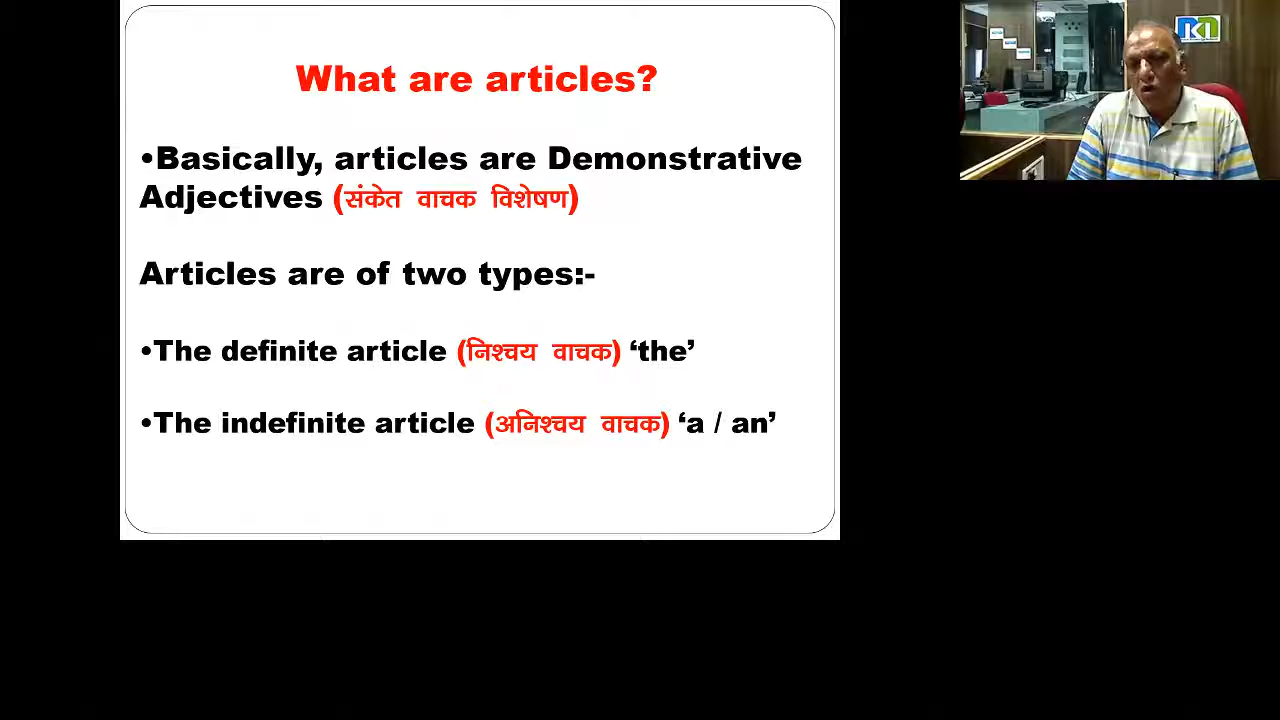 What are articles?
•Basically, articles are Demonstrative
Adjectives (संकेत वाचक विशेषण)
Articles are of two types:-
•The definite article (निश्चय वाचक) ‘the’
•The indefinite article (अनिश्चय वाचक) ‘a / an’